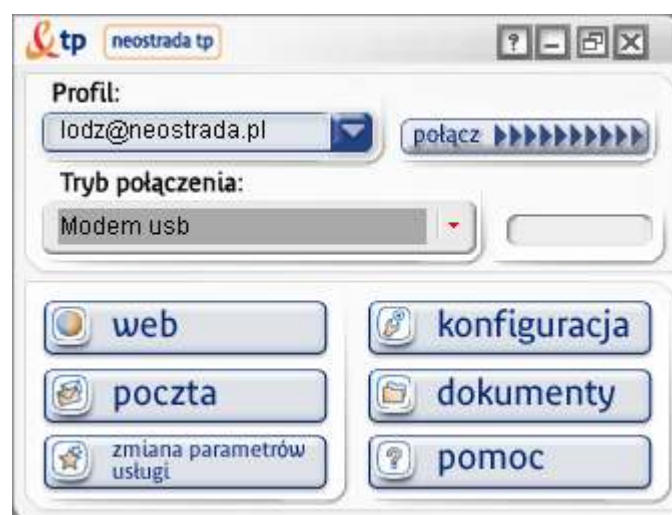 tp neostrada tp
Profil:
lodz@neostrada.pl
połącz
Tryb połączenia:
Modem usb
web
konfiguracja
poczta
dokumenty
zmiana parametrów
usługi
pomoc